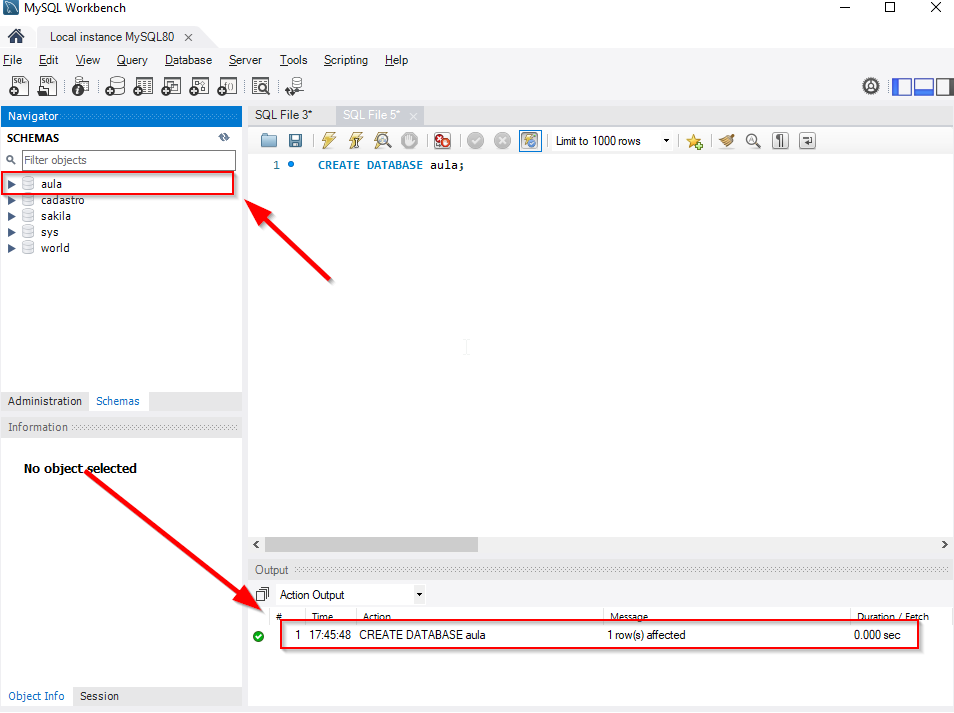 MySQL Workbench
Local instance MySQL80
File Edit View Query Database Server Tools Scripting Help
Navigator
SCHEMAS
Filter objects
aula
cadastro
sakila
sys
world
Administration Schemas
Information
No object selected
Object Info Session
SQL File 3* SQL File 5*
Limit to 1000 rows
1 CREATE DATABASE aula;
Output
Action Output
# Time Action Message Duration / Fetch
1 17:45:48 CREATE DATABASE aula 1 row(s) affected 0.000 sec